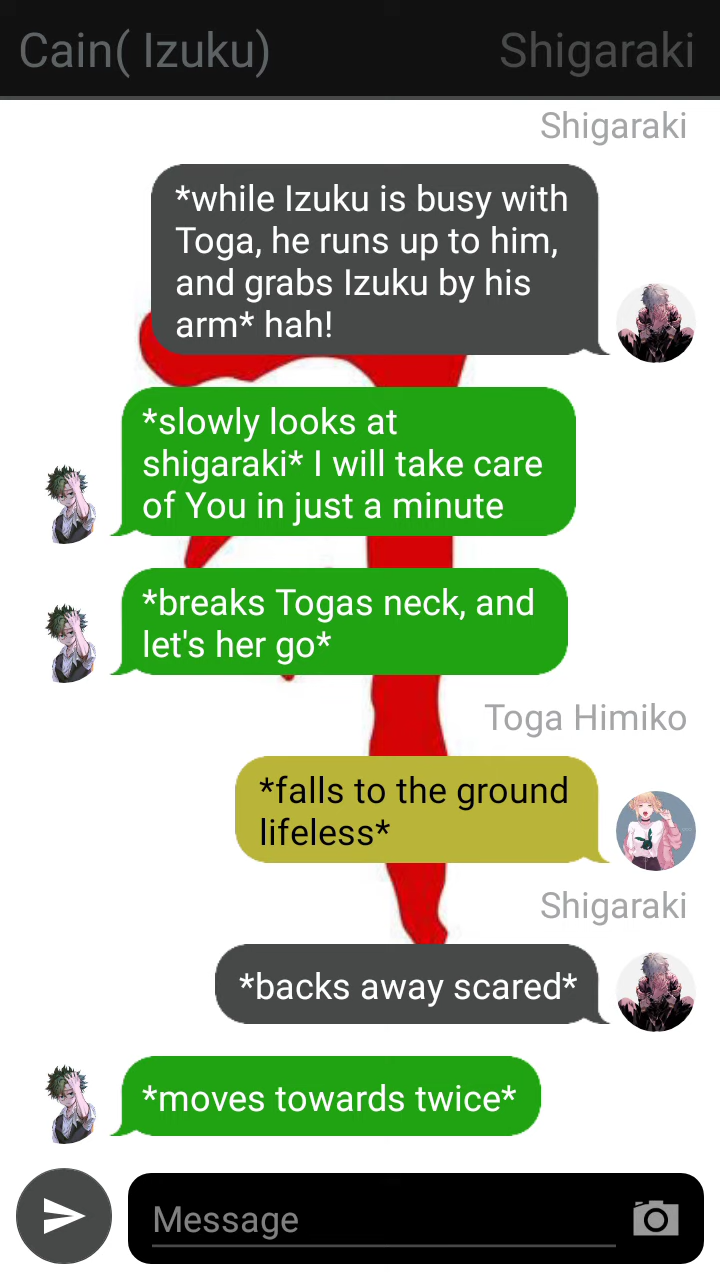 Cain( Izuku)
Shigaraki
Shigaraki
*while Izuku is busy with
Toga, he runs up to him,
and grabs Izuku by his
arm* hah!
*slowly looks at
shigaraki* I will take care
of You in just a minute
*breaks Togas neck, and
let's her go*
Toga Himiko
*falls to the ground
lifeless*
Shigaraki
*backs away scared*
*moves towards twice*
Message